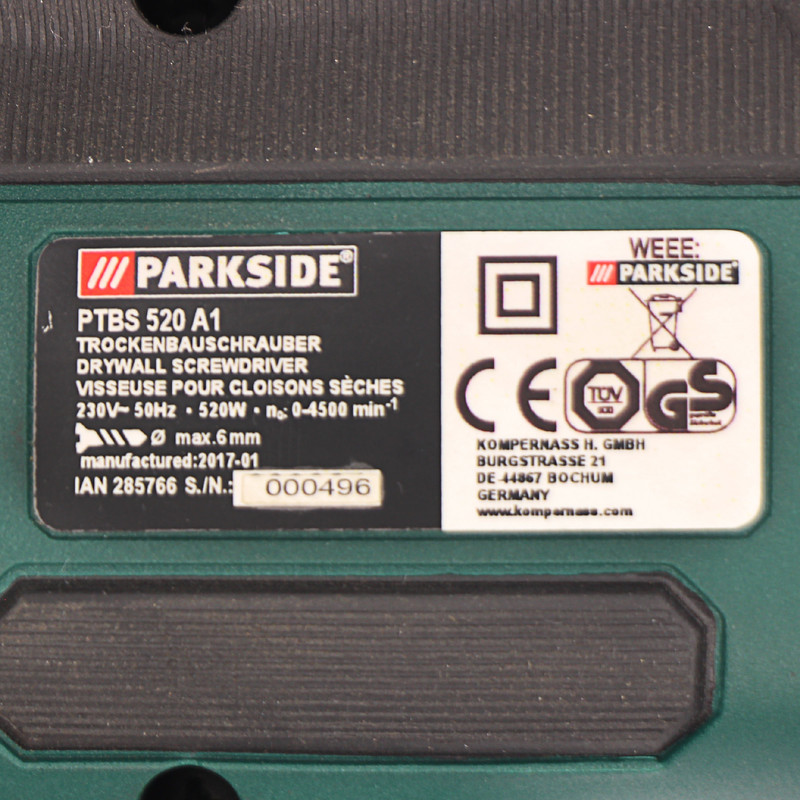 PARKSIDE®
PTBS 520 A1
TROCKENBAUSCHRAUBER
DRYWALL SCREWDRIVER
VISSEUSE POUR CLOISONS SÈCHES
230V~ 50Hz • 520W • n₀: 0-4500 min⁻¹
Ø max.6mm
manufactured:2017-01
IAN 285766 S./N.: 000496
WEEE:
PARKSIDE®
CE
TÜV
GS
KOMPERNASS H. GMBH
BURGSTRASSE 21
DE-44867 BOCHUM
GERMANY
www.kompernass.com